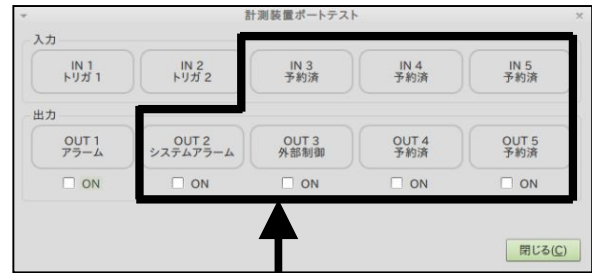 計測装置ポートテスト
入力
IN 1
トリガ 1
IN 2
トリガ 2
IN 3
予約済
IN 4
予約済
IN 5
予約済
出力
OUT 1
アラーム
OUT 2
システムアラーム
OUT 3
外部制御
OUT 4
予約済
OUT 5
予約済
ON
ON
ON
ON
ON
閉じる(C)